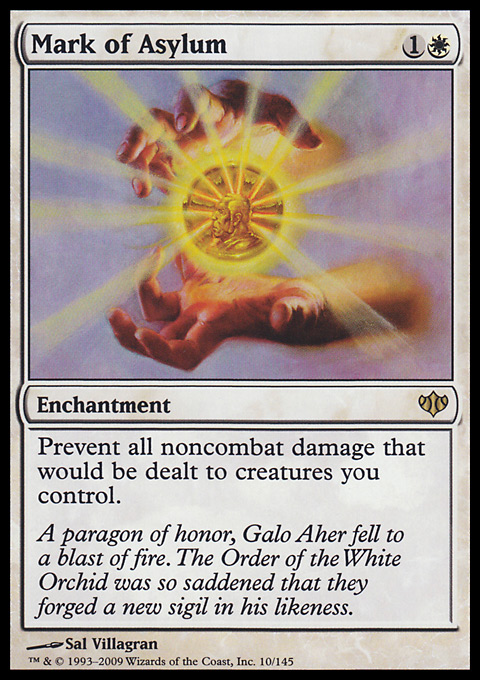 Mark of Asylum 1
Enchantment
Prevent all noncombat damage that
would be dealt to creatures you
control.
A paragon of honor, Galo Aher fell to
a blast of fire. The Order of the White
Orchid was so saddened that they
forged a new sigil in his likeness.
Sal Villagran
™ & © 1993–2009 Wizards of the Coast, Inc. 10/145